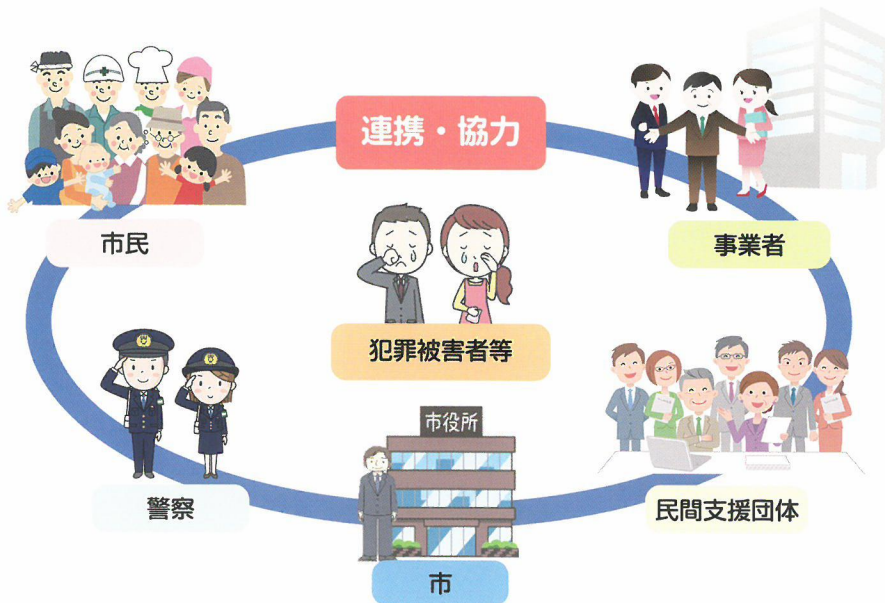 連携・協力
市民
事業者
犯罪被害者等
市役所
警察
民間支援団体
市